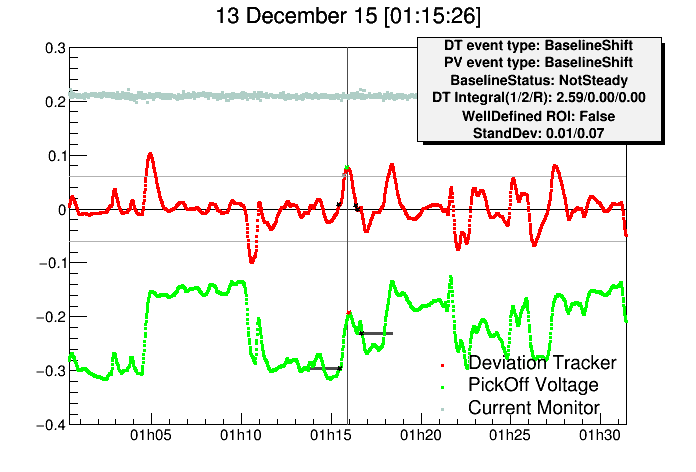 13 December 15 [01:15:26]
DT event type: BaselineShift
PV event type: BaselineShift
BaselineStatus: NotSteady
DT Integral(1/2/R): 2.59/0.00/0.00
WellDefined ROI: False
StandDev: 0.01/0.07
0.3
0.2
0.1
0
−0.1
−0.2
−0.3
−0.4
Deviation Tracker
PickOff Voltage
Current Monitor
01h05 01h10 01h15 01h20 01h25 01h30